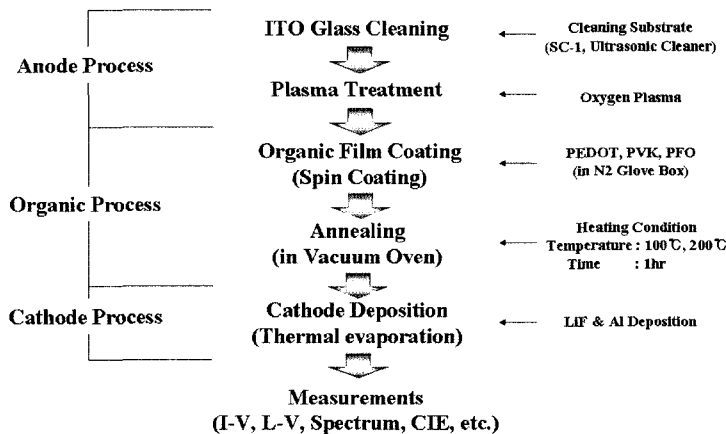 ITO Glass Cleaning
Cleaning Substrate
(SC-1, Ultrasonic Cleaner)
Anode Process
Plasma Treatment
Oxygen Plasma
Organic Film Coating
(Spin Coating)
PEDOT, PVK, PFO
(in N2 Glove Box)
Organic Process
Annealing
(in Vacuum Oven)
Heating Condition
Temperature : 100℃, 200℃
Time : 1hr
Cathode Process
Cathode Deposition
(Thermal evaporation)
LiF & Al Deposition
Measurements
(I-V, L-V, Spectrum, CIE, etc.)